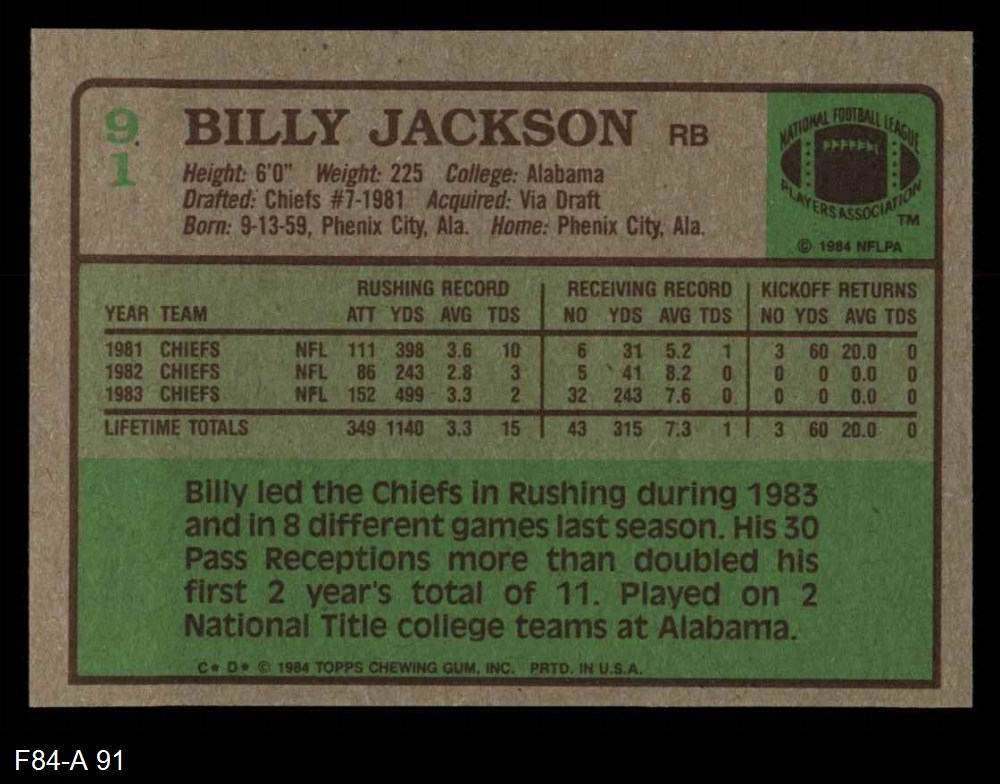 9
1
BILLY JACKSON RB
Height: 6'0" Weight: 225 College: Alabama
Drafted: Chiefs #7-1981 Acquired: Via Draft
Born: 9-13-59, Phenix City, Ala. Home: Phenix City, Ala.
NATIONAL FOOTBALL LEAGUE
PLAYERS ASSOCIATION
TM
© 1984 NFLPA
RUSHING RECORD RECEIVING RECORD KICKOFF RETURNS
YEAR TEAM ATT YDS AVG TDS NO YDS AVG TDS NO YDS AVG TDS
1981 CHIEFS NFL 111 398 3.6 10 6 31 5.2 1 3 60 20.0 0
1982 CHIEFS NFL 86 243 2.8 3 5 41 8.2 0 0 0 0.0 0
1983 CHIEFS NFL 152 499 3.3 2 32 243 7.6 0 0 0 0.0 0
LIFETIME TOTALS 349 1140 3.3 15 43 315 7.3 1 3 60 20.0 0
Billy led the Chiefs in Rushing during 1983
and in 8 different games last season. His 30
Pass Receptions more than doubled his
first 2 year's total of 11. Played on 2
National Title college teams at Alabama.
C* D* © 1984 TOPPS CHEWING GUM, INC. PRTD. IN U.S.A.
F84-A 91